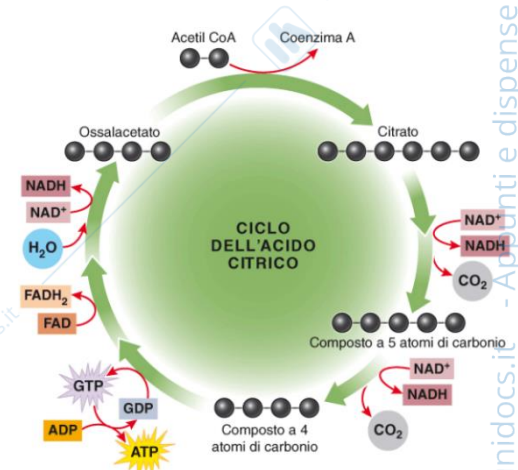 Acetil CoA
Coenzima A
Ossalacetato
Citrato
NADH
NAD⁺
H₂O
FADH₂
FAD
CICLO
DELL'ACIDO
CITRICO
NAD⁺
NADH
CO₂
Composto a 5 atomi di carbonio
NAD⁺
NADH
CO₂
GTP
GDP
ADP
ATP
Composto a 4
atomi di carbonio
nidocs.it - Appunti e dispense